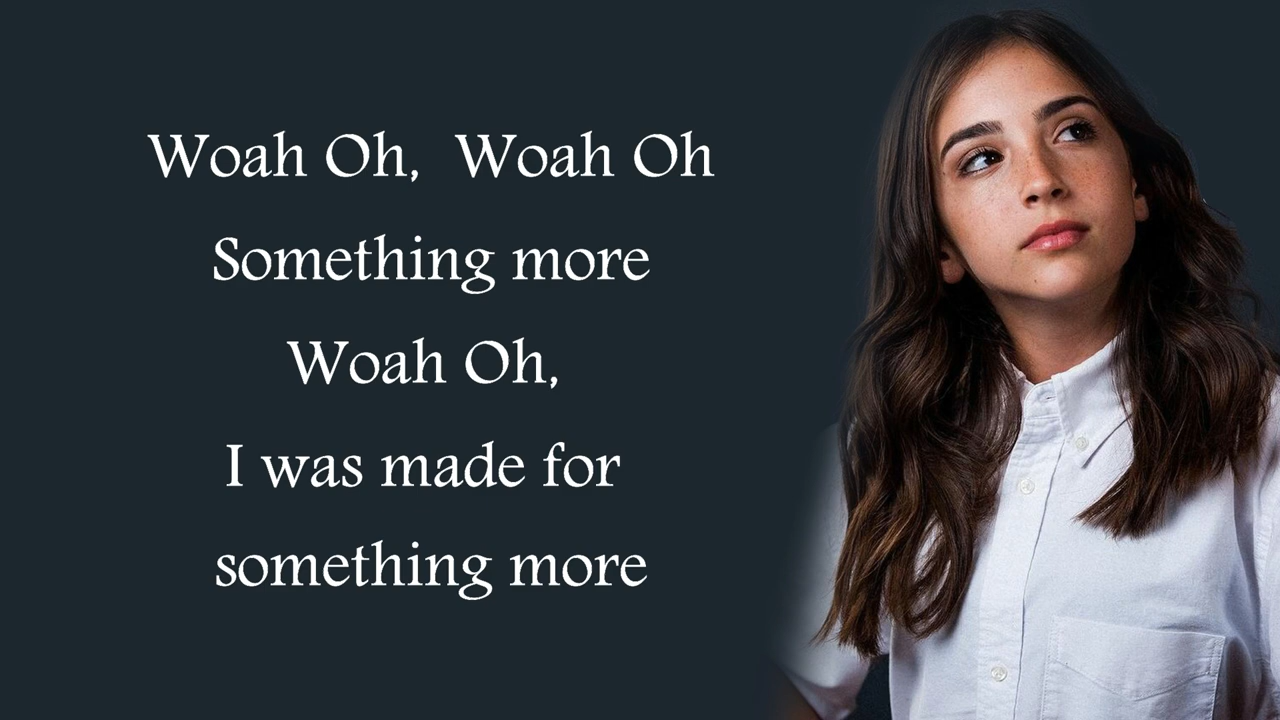 Woah Oh, Woah Oh
Something more
Woah Oh,
I was made for
something more